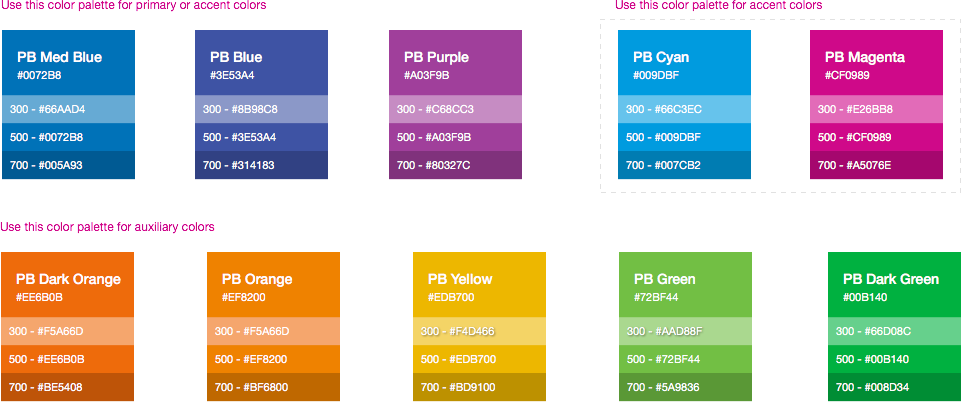 Use this color palette for primary or accent colors
Use this color palette for accent colors
PB Med Blue
#0072B8
300 - #66AAD4
500 - #0072B8
700 - #005A93
PB Blue
#3E53A4
300 - #8B98C8
500 - #3E53A4
700 - #314183
PB Purple
#A03F9B
300 - #C68CC3
500 - #A03F9B
700 - #80327C
PB Cyan
#009DBF
300 - #66C3EC
500 - #009DBF
700 - #007CB2
PB Magenta
#CF0989
300 - #E26BB8
500 - #CF0989
700 - #A5076E
Use this color palette for auxiliary colors
PB Dark Orange
#EE6B0B
300 - #F5A66D
500 - #EE6B0B
700 - #BE5408
PB Orange
#EF8200
300 - #F5A66D
500 - #EF8200
700 - #BF6800
PB Yellow
#EDB700
300 - #F4D466
500 - #EDB700
700 - #BD9100
PB Green
#72BF44
300 - #AAD88F
500 - #72BF44
700 - #5A9836
PB Dark Green
#00B140
300 - #66D08C
500 - #00B140
700 - #008D34